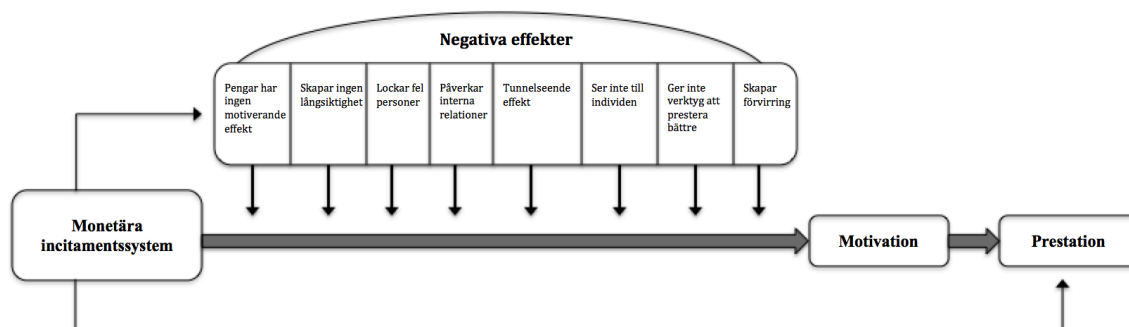 Negativa effekter
Pengar har
ingen
motiverande
effekt
Skapar ingen
långsiktighet
Lockar fel
personer
Påverkar
interna
relationer
Tunnelseende
effekt
Ser inte till
individen
Ger inte
verktyg att
prestera
bättre
Skapar
förvirring
Monetära
incitamentssystem
Motivation
Prestation